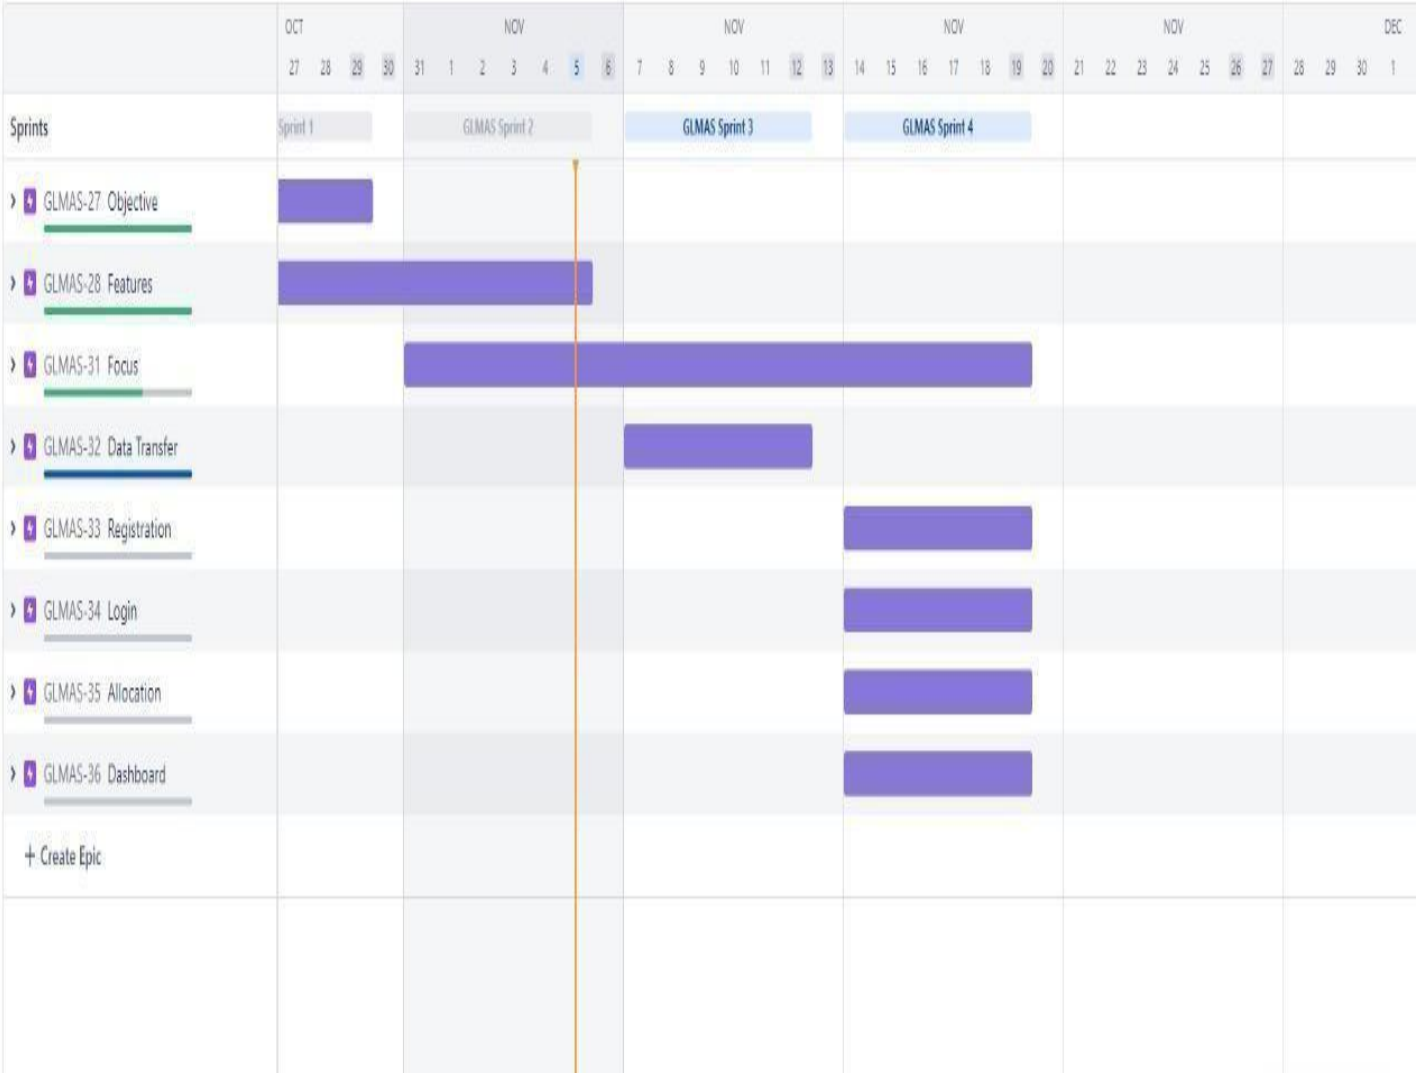 OCT NOV NOV NOV NOV DEC
27 28 29 30 31 1 2 3 4 5 6 7 8 9 10 11 12 13 14 15 16 17 18 19 20 21 22 23 24 25 26 27 28 29 30 1
Sprints Sprint 1 GLMAS Sprint 2 GLMAS Sprint 3 GLMAS Sprint 4
GLMAS-27 Objective
GLMAS-28 Features
GLMAS-31 Focus
GLMAS-32 Data Transfer
GLMAS-33 Registration
GLMAS-34 Login
GLMAS-35 Allocation
GLMAS-36 Dashboard
+ Create Epic